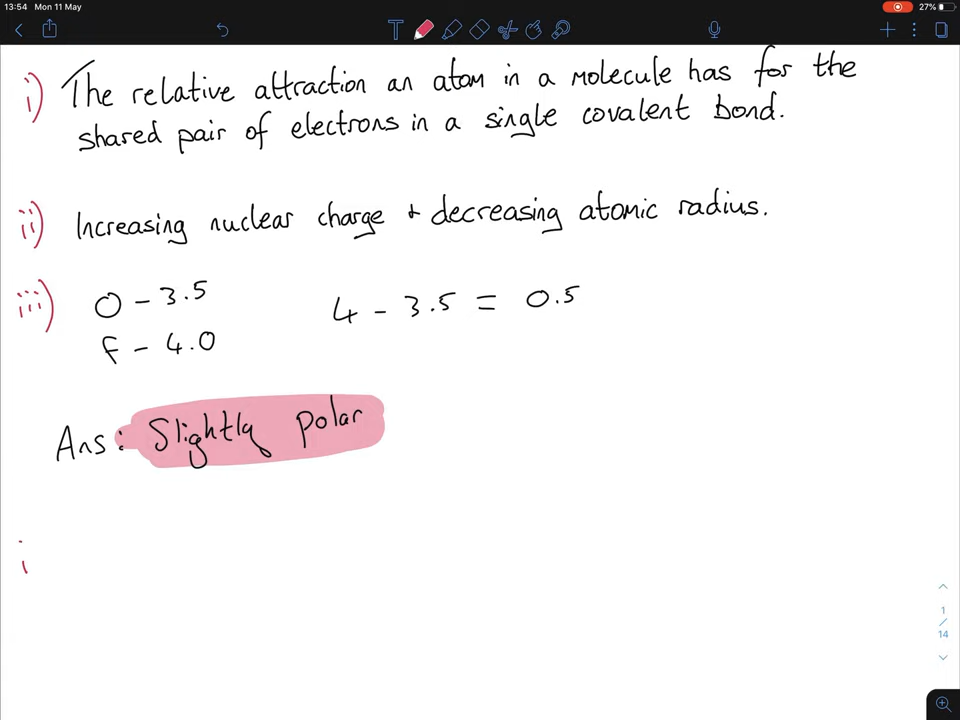 13:54 Mon 11 May
27%
T
i) The relative attraction an atom in a molecule has for the
shared pair of electrons in a single covalent bond.
ii) Increasing nuclear charge + decreasing atomic radius.
iii) O - 3.5 4 - 3.5 = 0.5
F - 4.0
Ans: Slightly polar
i
1
/
14